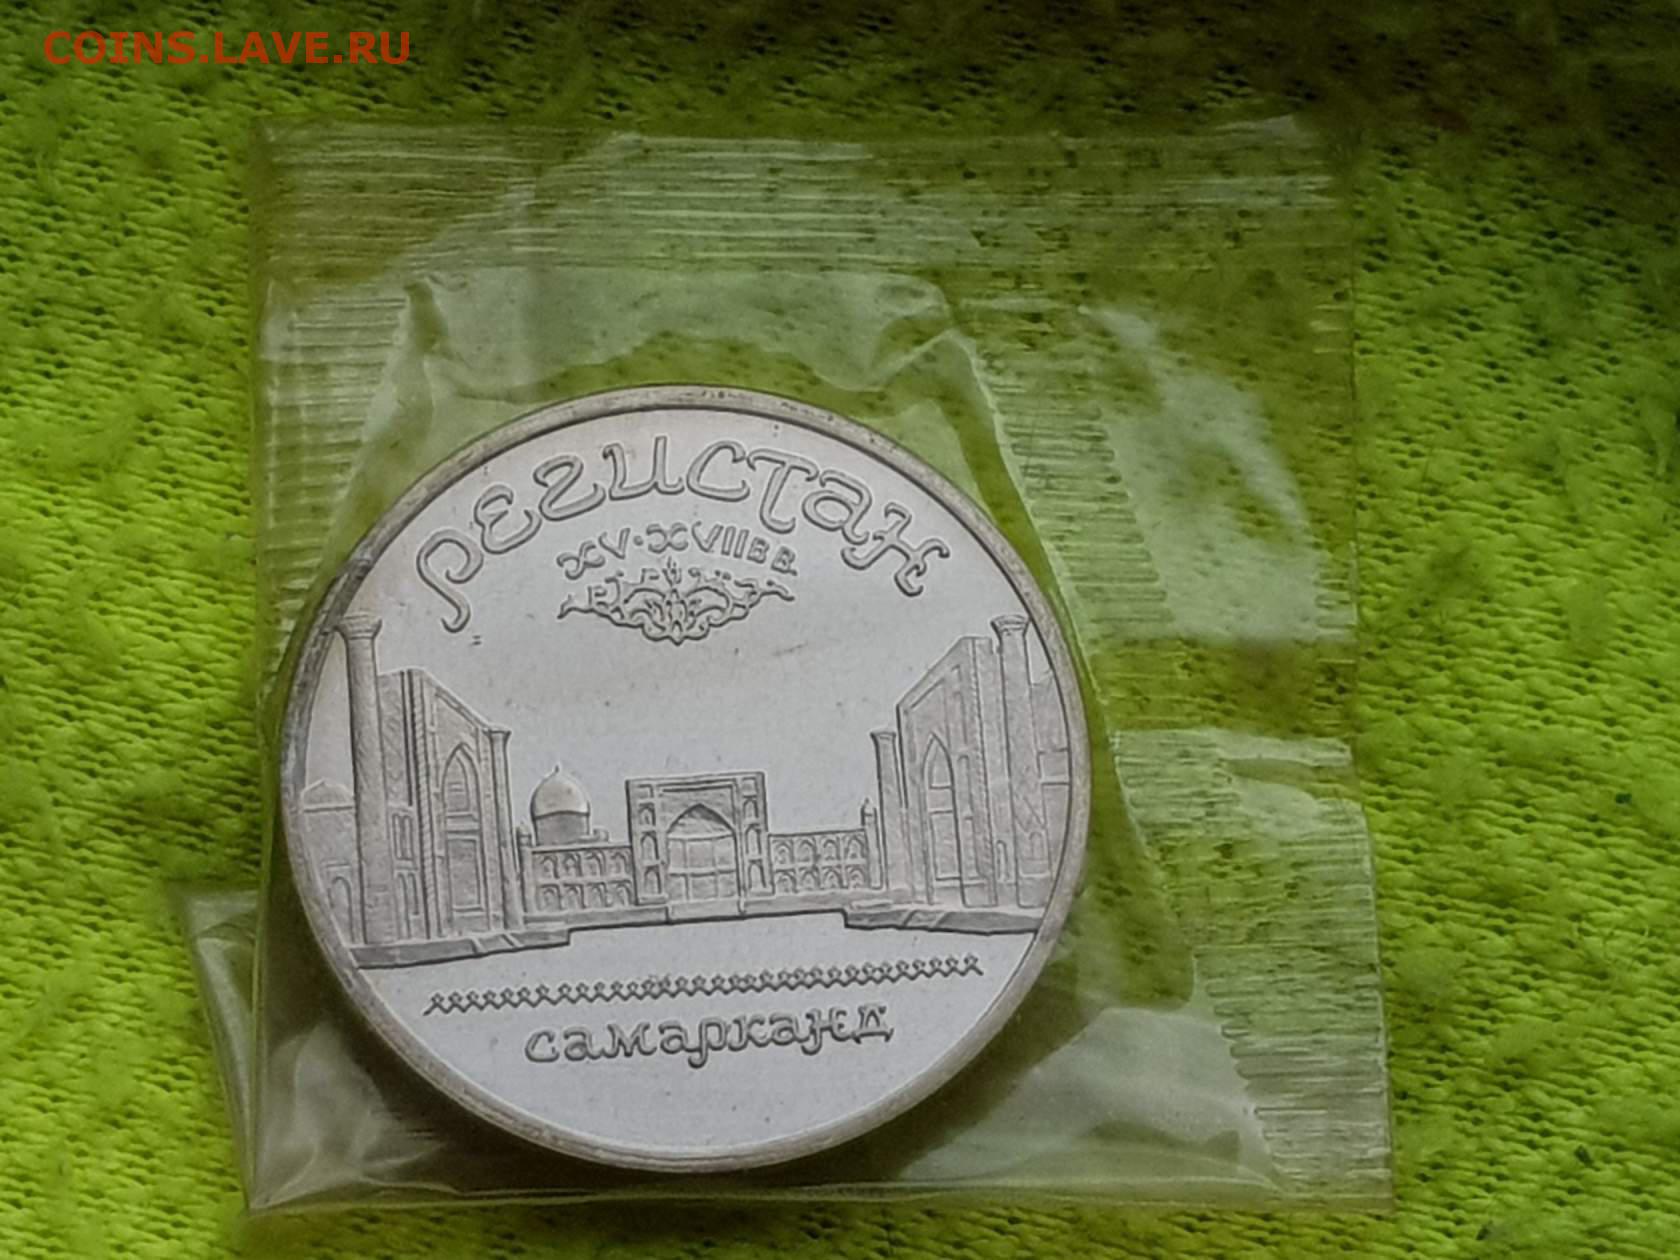 COINS.LAVE.RU
Регистан
XV·XVIIвв.
Самарканд